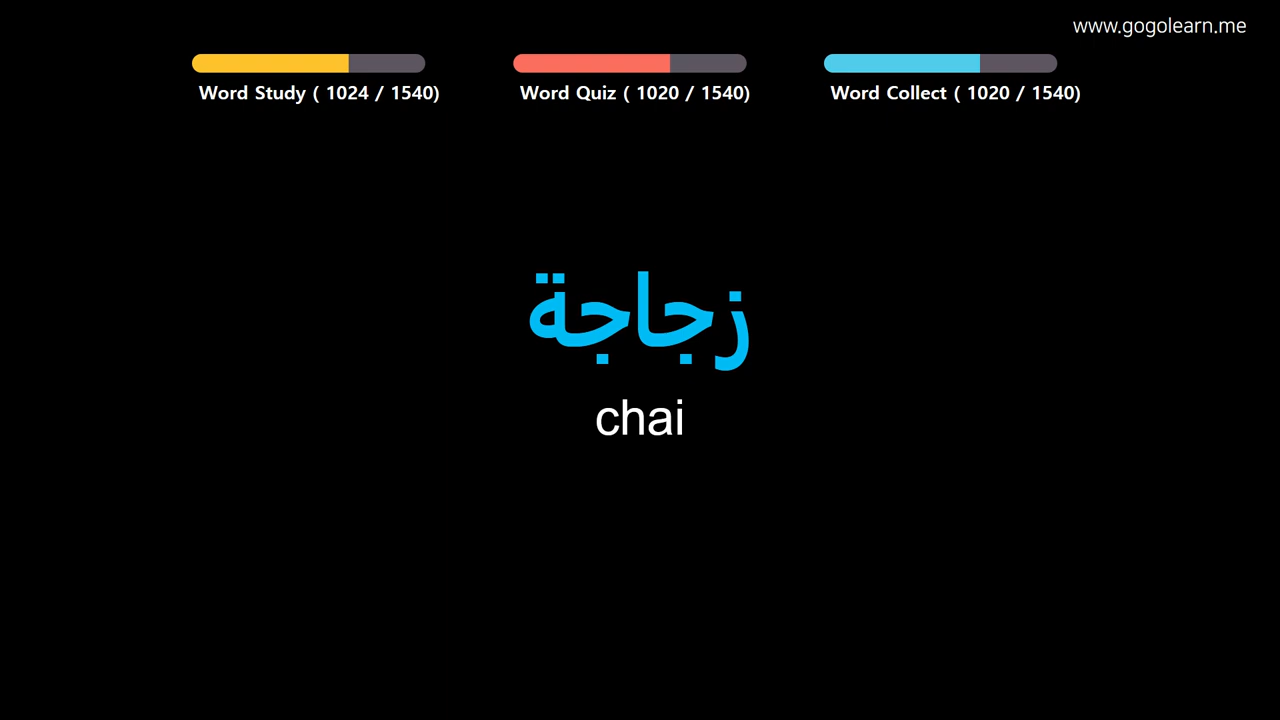 www.gogolearn.me
Word Study ( 1024 / 1540)
Word Quiz ( 1020 / 1540)
Word Collect ( 1020 / 1540)
زجاجة
chai